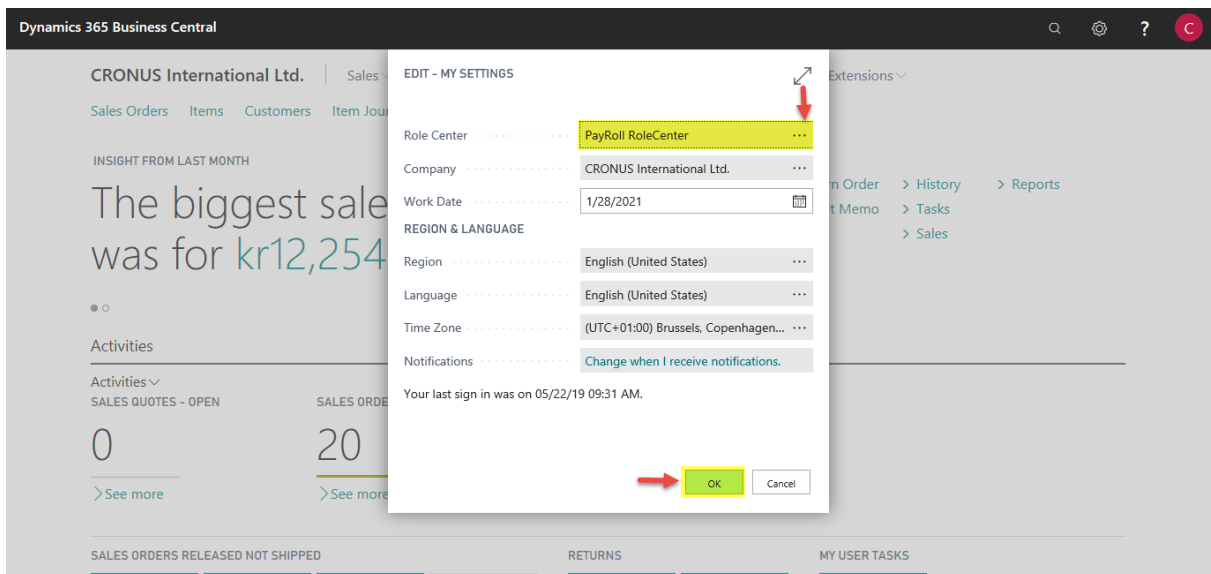 Dynamics 365 Business Central
?
C
CRONUS International Ltd.
Sales
Extensions
Sales Orders Items Customers Item Jou
INSIGHT FROM LAST MONTH
The biggest sale
was for kr12,254
rn Order > History > Reports
t Memo > Tasks
> Sales
Activities
Activities
SALES QUOTES - OPEN SALES ORDE
0 20
>See more >See more
SALES ORDERS RELEASED NOT SHIPPED RETURNS MY USER TASKS
EDIT - MY SETTINGS
Role Center PayRoll RoleCenter ...
Company CRONUS International Ltd. ...
Work Date 1/28/2021
REGION & LANGUAGE
Region English (United States) ...
Language English (United States) ...
Time Zone (UTC+01:00) Brussels, Copenhagen... ...
Notifications Change when I receive notifications.
Your last sign in was on 05/22/19 09:31 AM.
OK Cancel